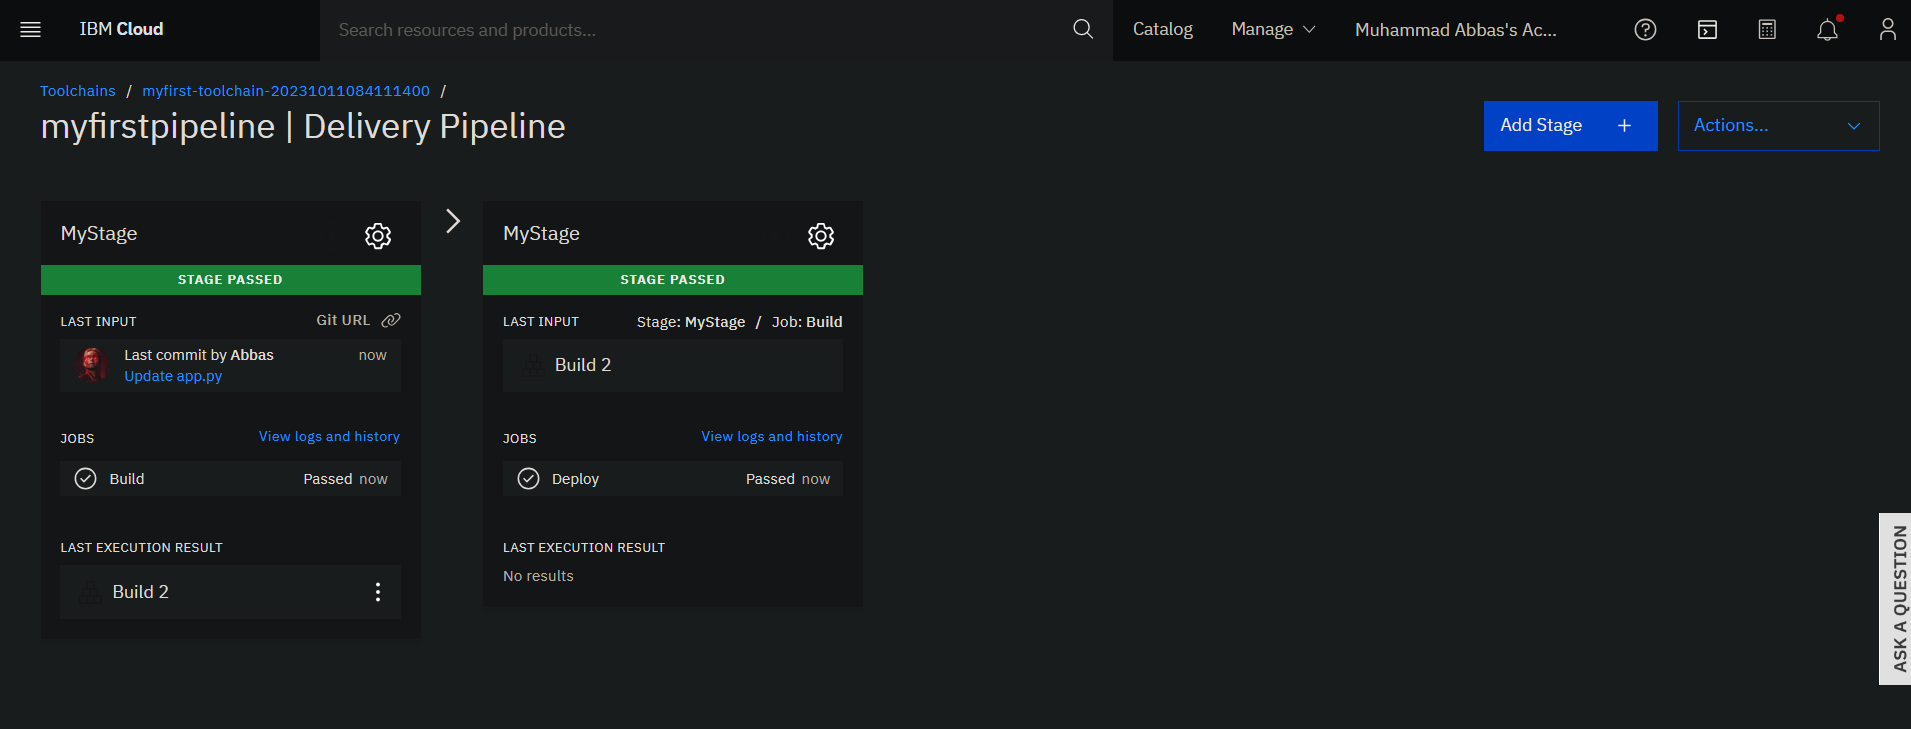 IBM Cloud
Search resources and products...
Catalog
Manage
Muhammad Abbas's Ac...
Toolchains / myfirst-toolchain-20231011084111400 /
myfirstpipeline | Delivery Pipeline
Add Stage +
Actions...
MyStage
STAGE PASSED
LAST INPUT Git URL
Last commit by Abbas now
Update app.py
JOBS View logs and history
Build Passed now
LAST EXECUTION RESULT
Build 2
MyStage
STAGE PASSED
LAST INPUT Stage: MyStage / Job: Build
Build 2
JOBS View logs and history
Deploy Passed now
LAST EXECUTION RESULT
No results
ASK A QUESTION